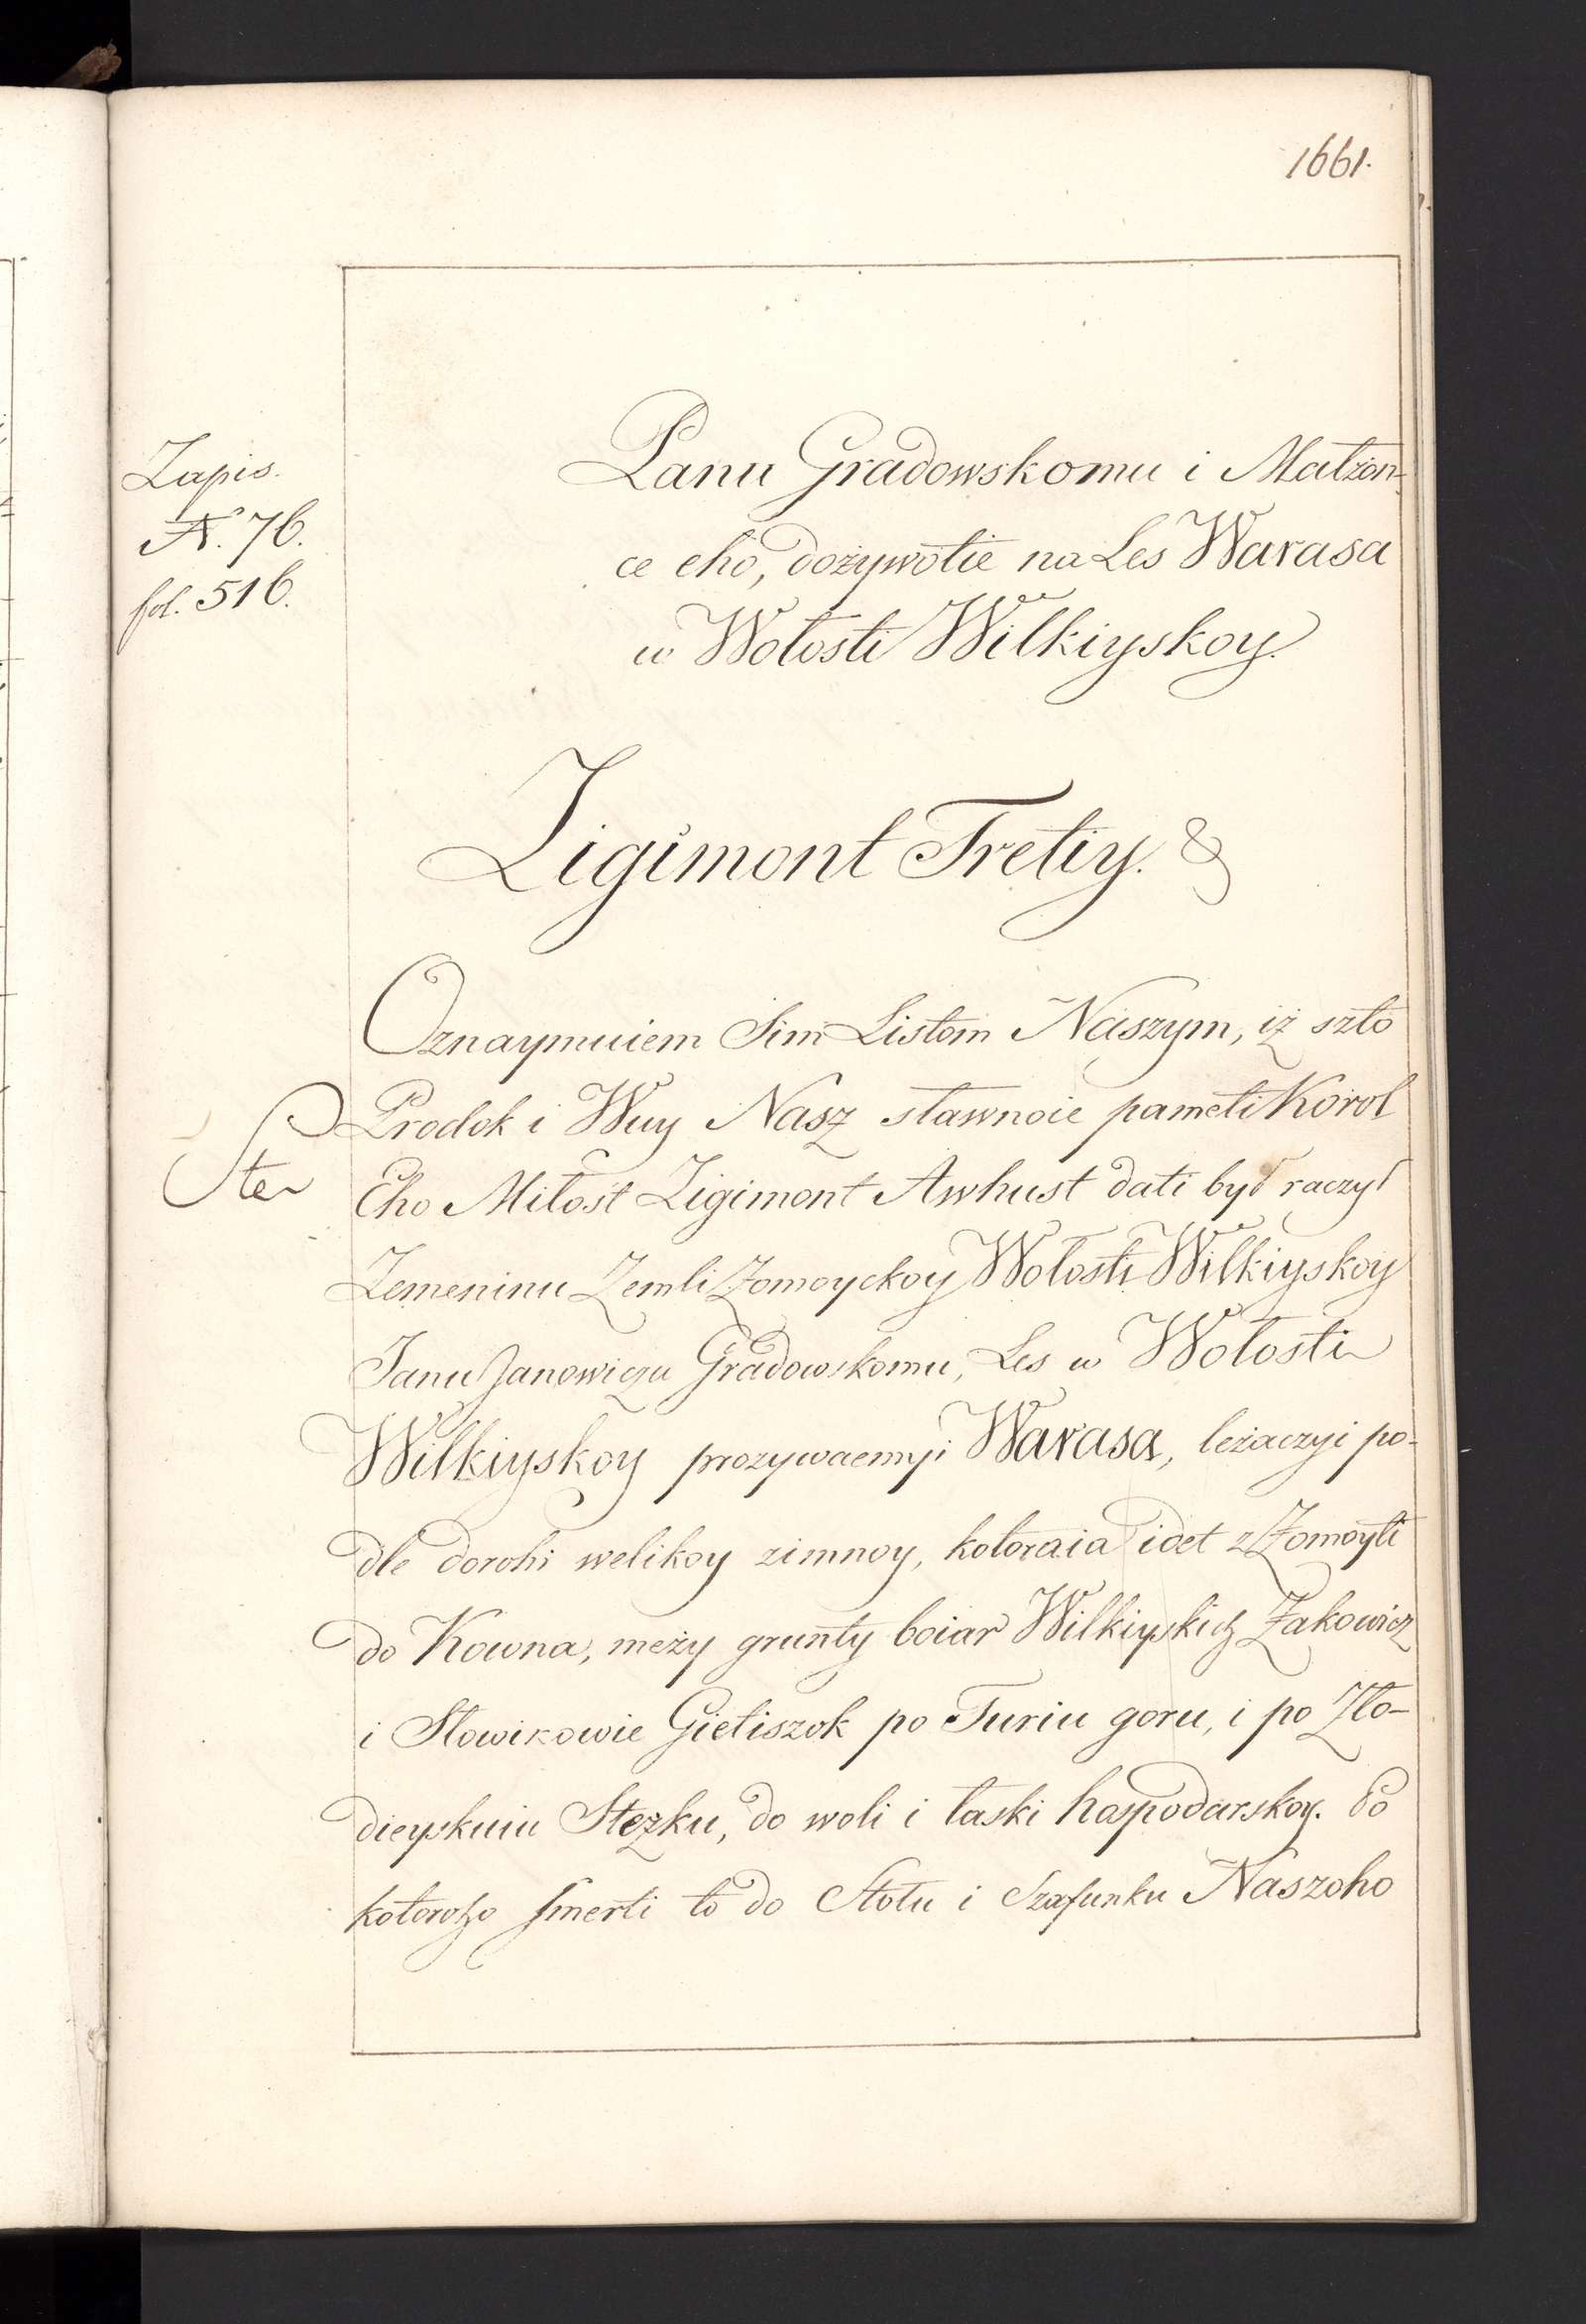 1661.
Zapis.
N. 76.
fol. 516.
Panu Gradowskomu i Małżon-
ce eho, dożywotie na Les Warasa
w Wołosti Wilkiyskoy.
Zigimont Tretiy. &
Oznaymuiem Sim Listom Naszym, iż szto
Prodok i Wuy Nasz sławnoie pameti Korol
Eho Miłost Zigimont Awhust dati był raczył
Zemeninu Zemli Żomoyckoy Wołosti Wilkiyskoy
Janu Janowiczu Gradowskomu, Les w Wołosti
Wilkiyskoy prozywaemyi Warasa, leżaczyi po-
dle dorohi welikoy zimnoy, kotoraia idet z Żomoyti
do Kowna, meży grunty boiar Wilkiyskich Żakowicz
i Słowikowie Gietiszok po Turiu goru, i po Zło-
dieyskuiu Steżku, do woli i łaski hospodarskoy. Po
kotoroho smerti to do Stołu i Szafunku Naszoho